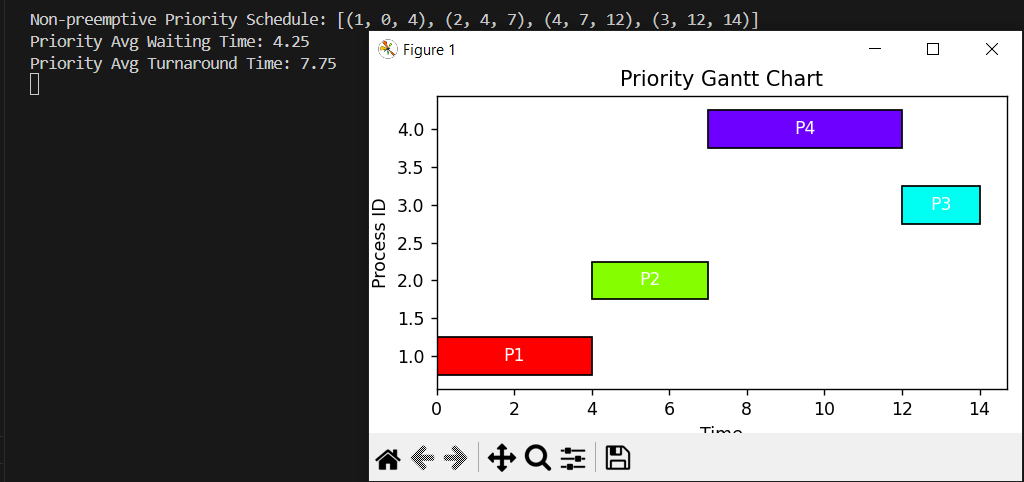 Non-preemptive Priority Schedule: [(1, 0, 4), (2, 4, 7), (4, 7, 12), (3, 12, 14)]
Priority Avg Waiting Time: 4.25
Priority Avg Turnaround Time: 7.75
Figure 1
Priority Gantt Chart
Process ID
4.0
3.5
3.0
2.5
2.0
1.5
1.0
P4
P3
P2
P1
0 2 4 6 8 10 12 14
Time